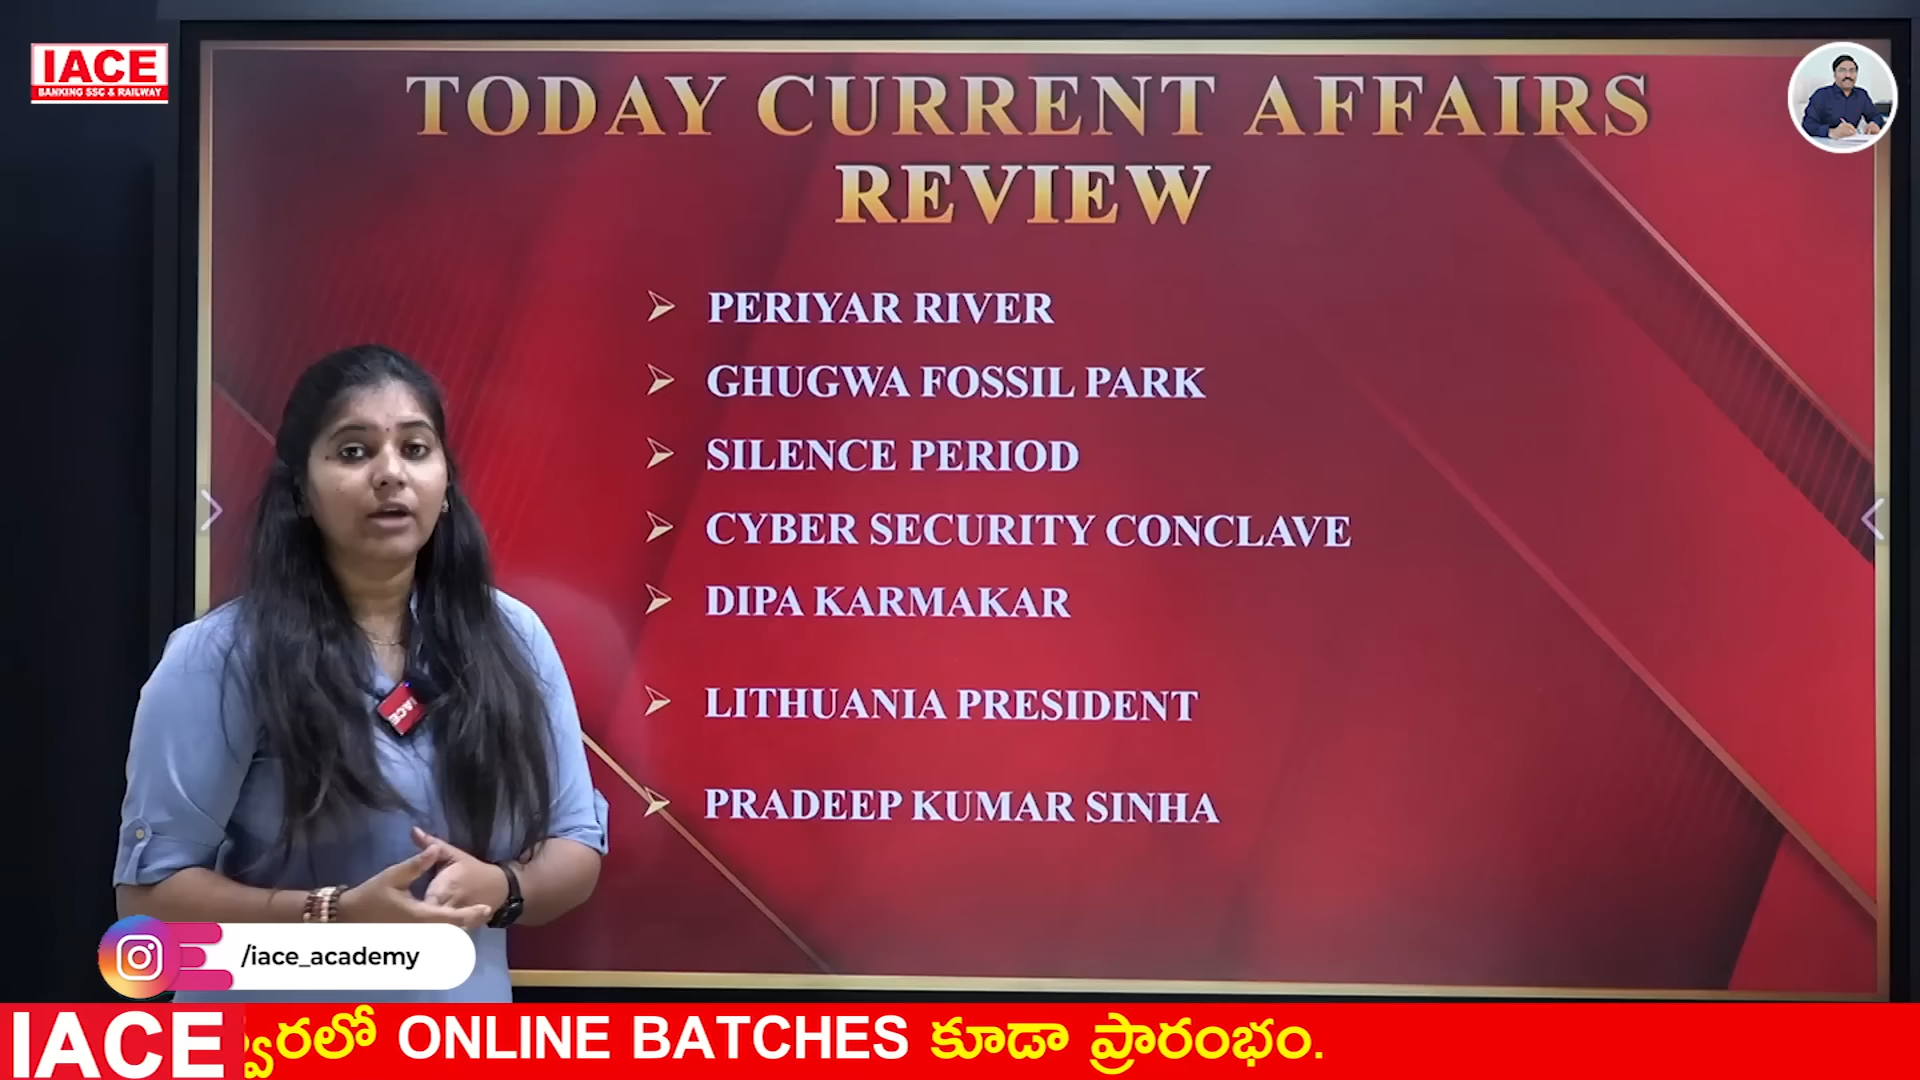 IACE
BANKING SSC & RAILWAY
TODAY CURRENT AFFAIRS
REVIEW
PERIYAR RIVER
GHUGWA FOSSIL PARK
SILENCE PERIOD
CYBER SECURITY CONCLAVE
DIPA KARMAKAR
LITHUANIA PRESIDENT
PRADEEP KUMAR SINHA
IACE
/iace_academy
IACE ONLINE BATCHES కూడా ప్రారంభం.